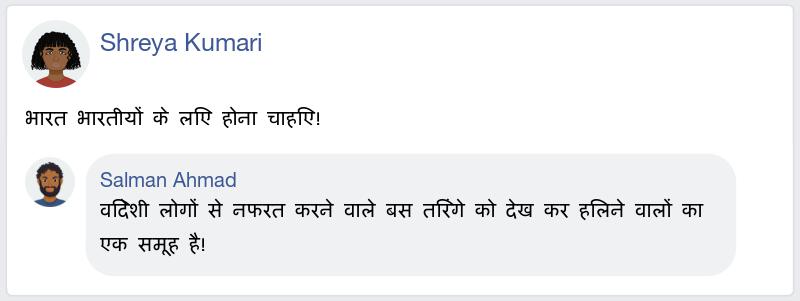 Shreya Kumari
भारत भारतीयों के लिए होना चाहिए!
Salman Ahmad
विदेशी लोगों से नफरत करने वाले बस तिरंगे को देख कर हिलने वालों का
एक समूह है!